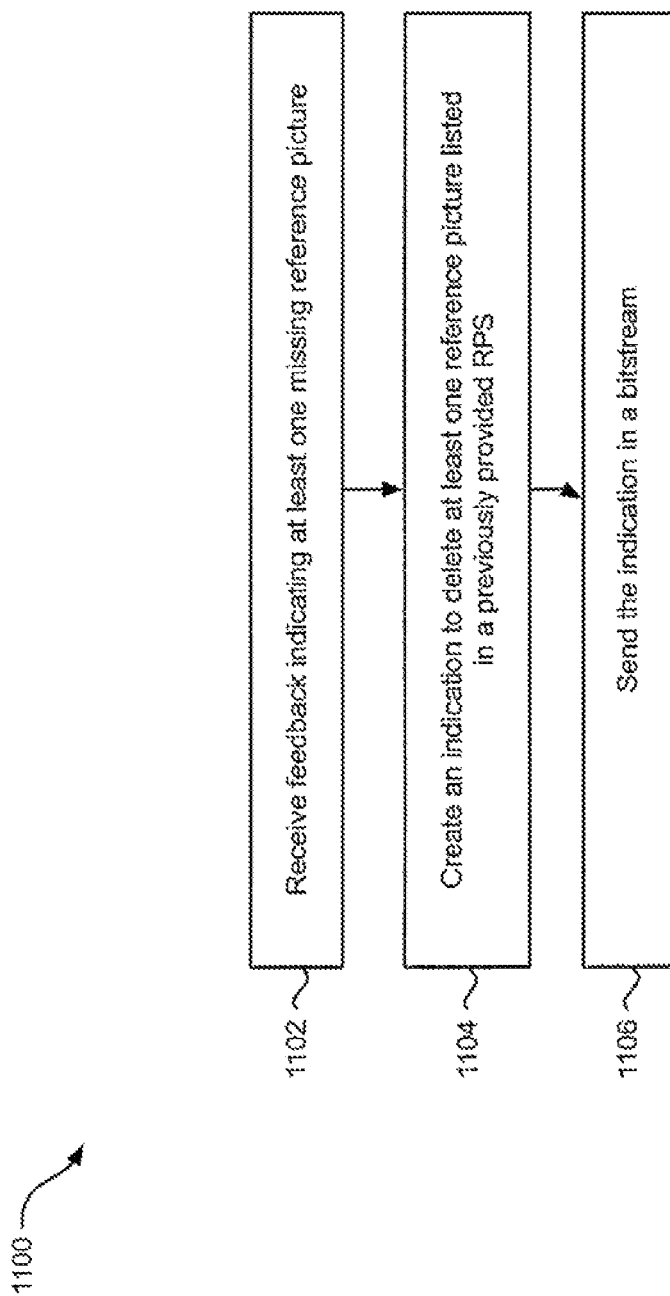 1100
1102
Receive feedback indicating at least one missing reference picture
1104
Create an indication to delete at least one reference picture listed
in a previously provided RPS
1106
Send the indication in a bitstream